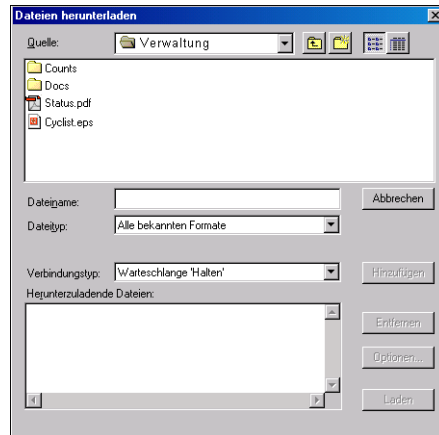 Dateien herunterladen
Quelle:
Verwaltung
Counts
Docs
Status.pdf
Cyclist.eps
Dateiname:
Abbrechen
Dateityp:
Alle bekannten Formate
Verbindungstyp:
Warteschlange 'Halten'
Hinzufügen
Herunterzuladende Dateien:
Entfernen
Optionen...
Laden